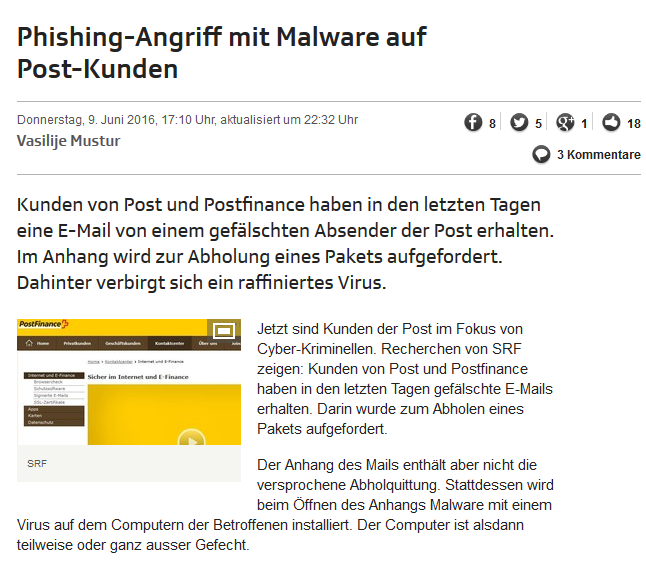 Phishing-Angriff mit Malware auf
Post-Kunden
Donnerstag, 9. Juni 2016, 17:10 Uhr, aktualisiert um 22:32 Uhr
Vasilije Mustur
8 5 1 18
3 Kommentare
Kunden von Post und Postfinance haben in den letzten Tagen
eine E-Mail von einem gefälschten Absender der Post erhalten.
Im Anhang wird zur Abholung eines Pakets aufgefordert.
Dahinter verbirgt sich ein raffiniertes Virus.
PostFinance
Home Privatkunden Geschäftskunden Kontaktcenter Über uns Jobs
Home › Kontaktcenter › Internet und E-Finance
Internet und E-Finance
Browsercheck
Schutzsoftware
Signierte E-Mails
SSL-Zertifikate
Apps
Karten
Datenschutz
Sicher im Internet und E-Finance
SRF
Jetzt sind Kunden der Post im Fokus von
Cyber-Kriminellen. Recherchen von SRF
zeigen: Kunden von Post und Postfinance
haben in den letzten Tagen gefälschte E-Mails
erhalten. Darin wurde zum Abholen eines
Pakets aufgefordert.
Der Anhang des Mails enthält aber nicht die
versprochene Abholquittung. Stattdessen wird
beim Öffnen des Anhangs Malware mit einem
Virus auf dem Computern der Betroffenen installiert. Der Computer ist alsdann
teilweise oder ganz ausser Gefecht.